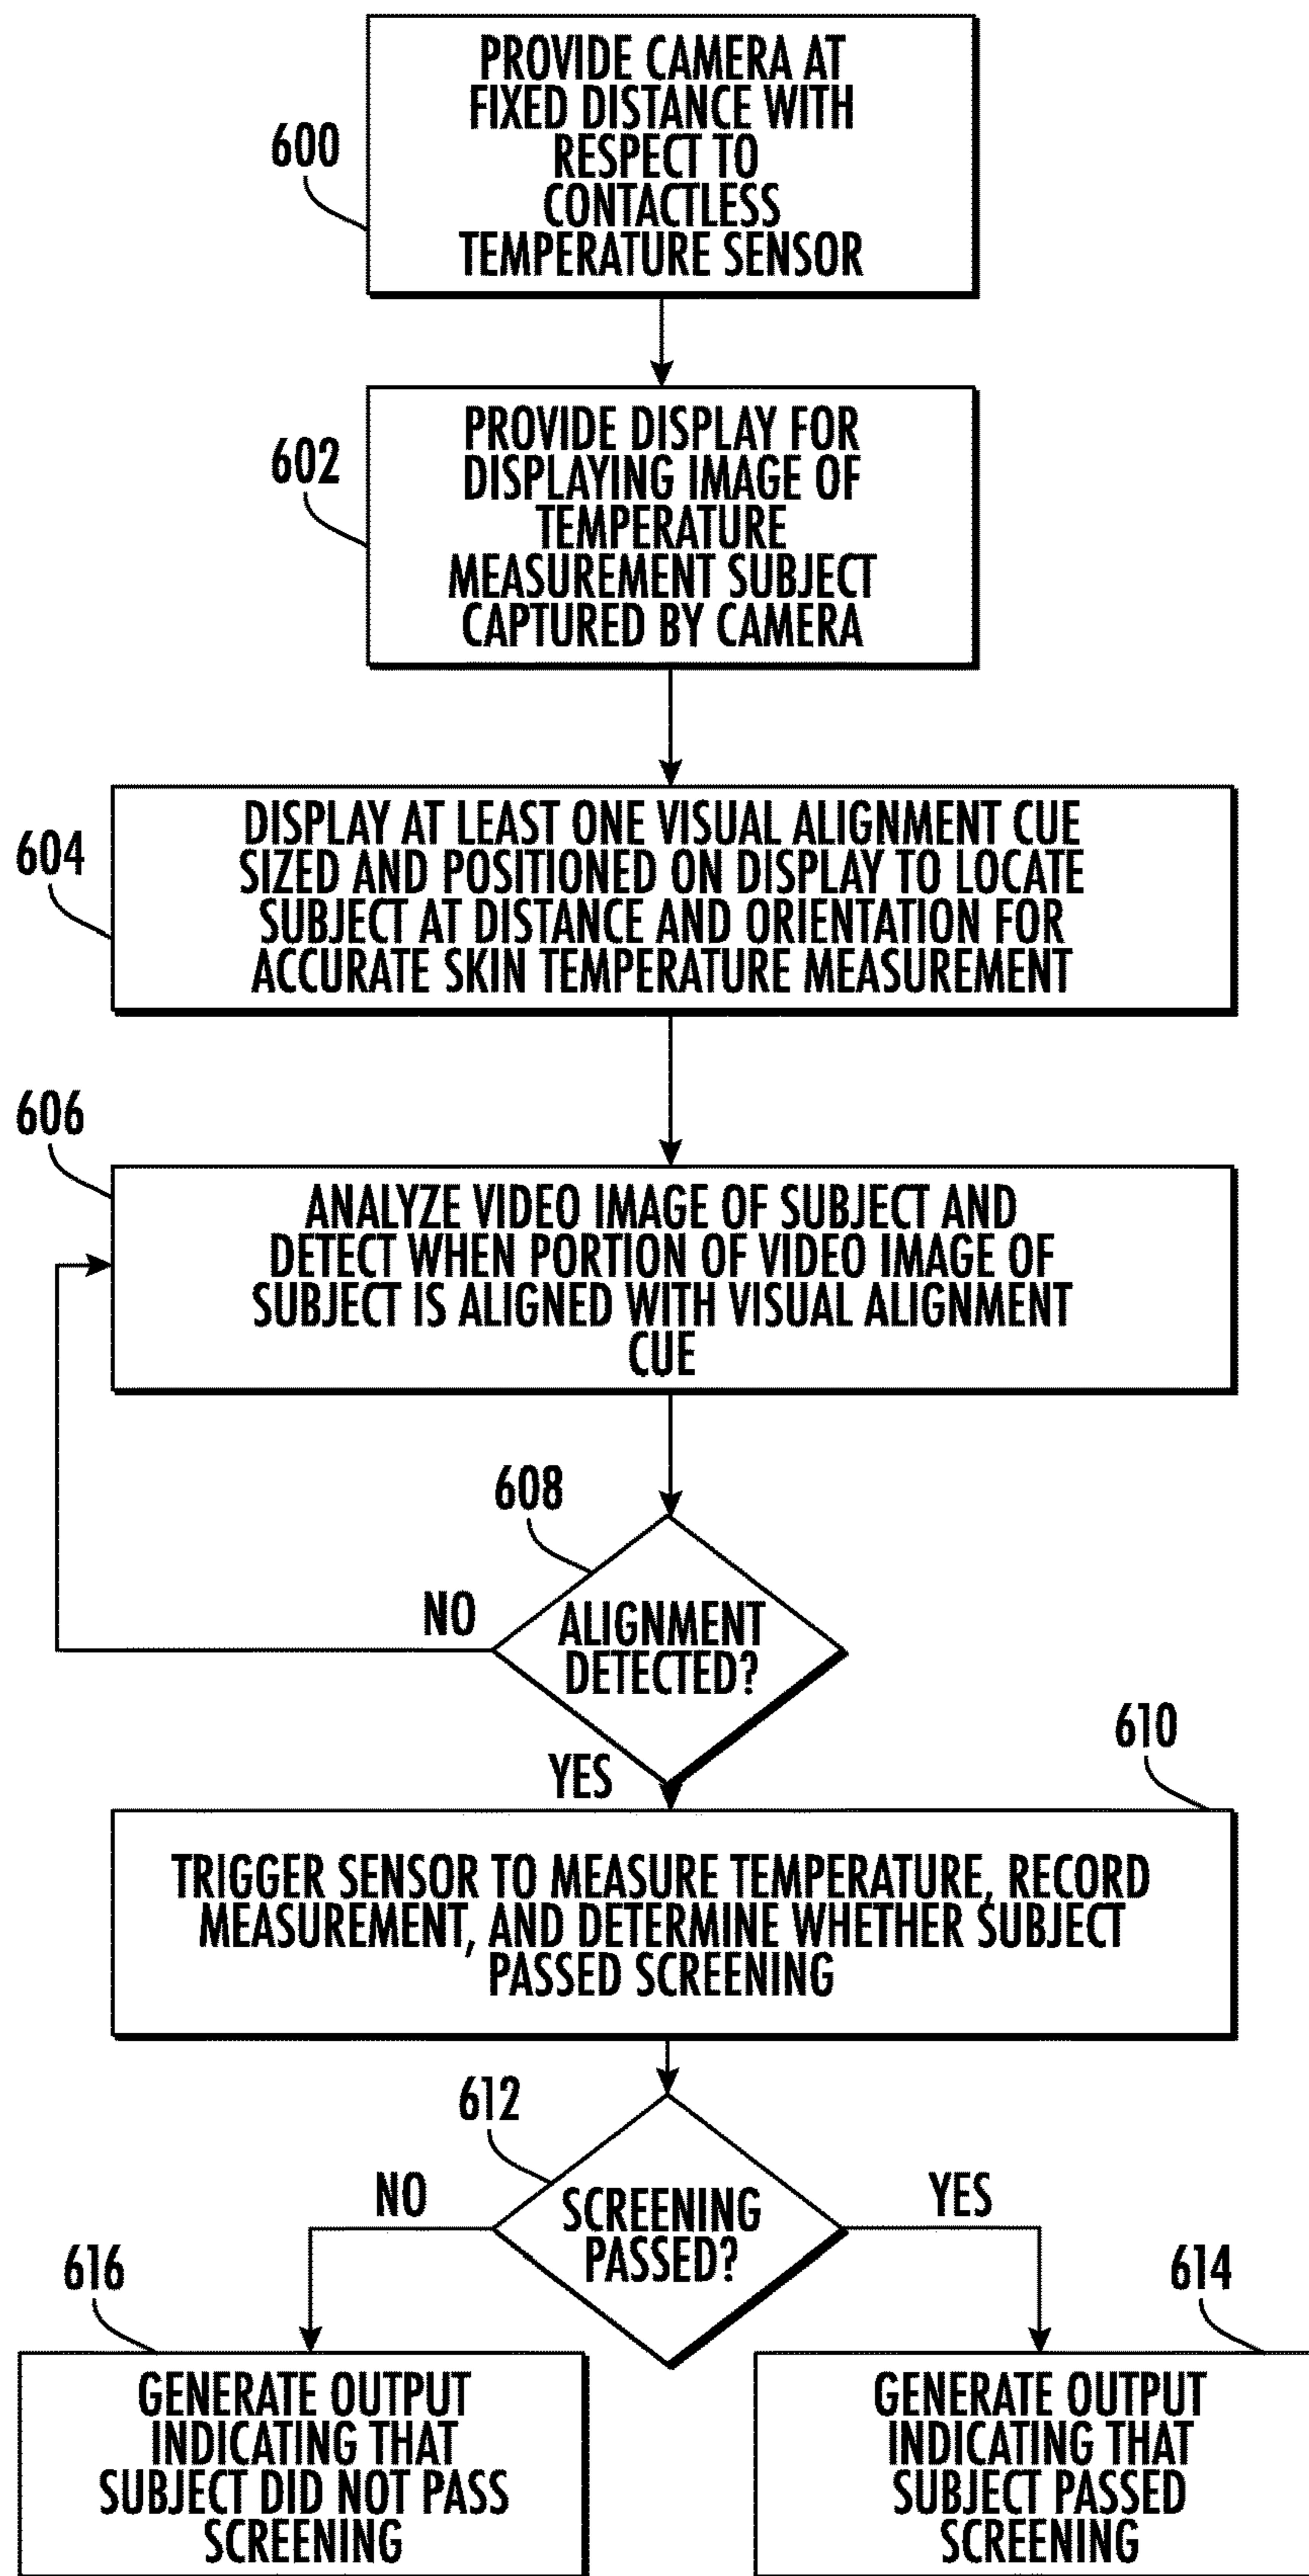 PROVIDE CAMERA AT
FIXED DISTANCE WITH
RESPECT TO
CONTACTLESS
TEMPERATURE SENSOR
600
PROVIDE DISPLAY FOR
DISPLAYING IMAGE OF
TEMPERATURE
MEASUREMENT SUBJECT
CAPTURED BY CAMERA
602
DISPLAY AT LEAST ONE VISUAL ALIGNMENT CUE
SIZED AND POSITIONED ON DISPLAY TO LOCATE
SUBJECT AT DISTANCE AND ORIENTATION FOR
ACCURATE SKIN TEMPERATURE MEASUREMENT
604
606
ANALYZE VIDEO IMAGE OF SUBJECT AND
DETECT WHEN PORTION OF VIDEO IMAGE OF
SUBJECT IS ALIGNED WITH VISUAL ALIGNMENT
CUE
608
NO
ALIGNMENT
DETECTED?
YES
610
TRIGGER SENSOR TO MEASURE TEMPERATURE, RECORD
MEASUREMENT, AND DETERMINE WHETHER SUBJECT
PASSED SCREENING
612
NO
SCREENING
PASSED?
YES
616
614
GENERATE OUTPUT
INDICATING THAT
SUBJECT DID NOT PASS
SCREENING
GENERATE OUTPUT
INDICATING THAT
SUBJECT PASSED
SCREENING